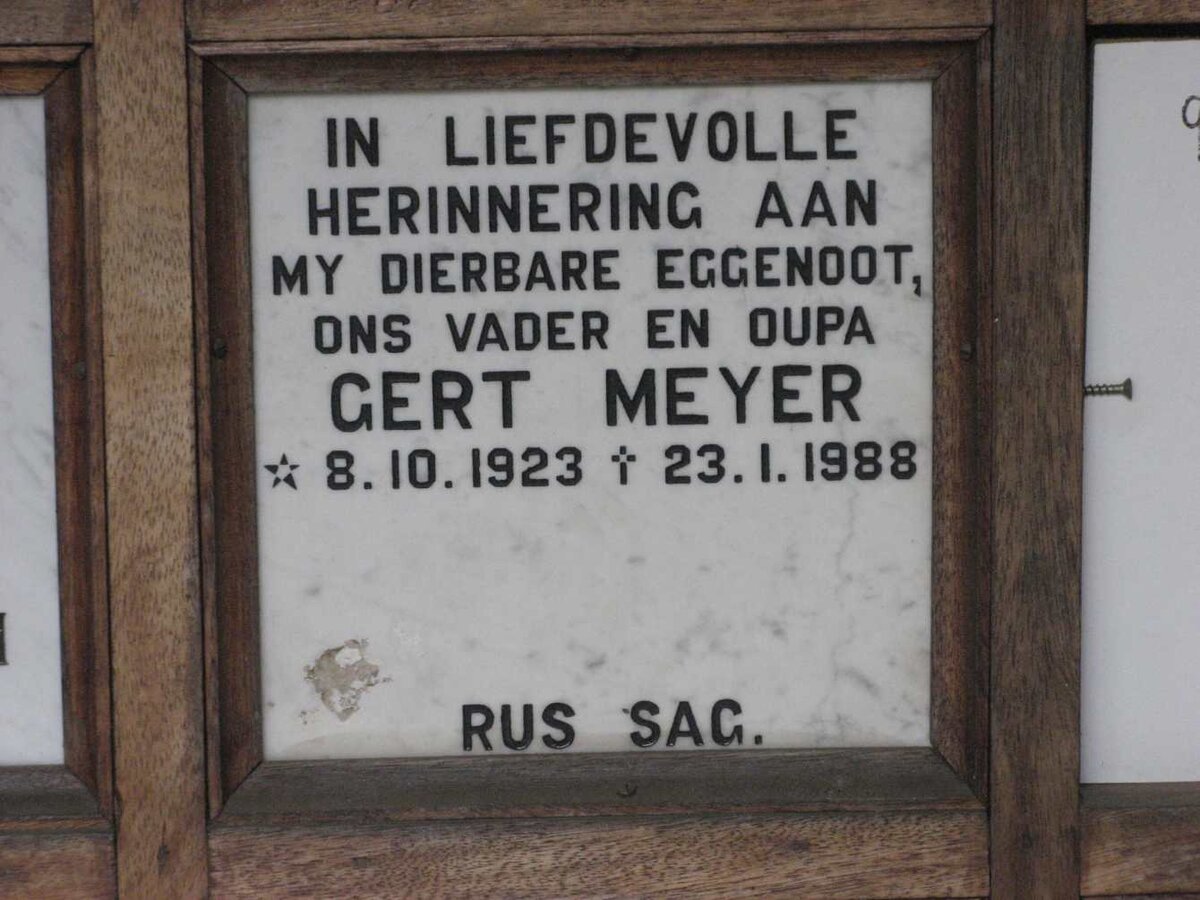 IN LIEFDEVOLLE
HERINNERING AAN
MY DIERBARE EGGENOOT,
ONS VADER EN OUPA
GERT MEYER
☆ 8.10.1923 † 23.1.1988
RUS SAG.